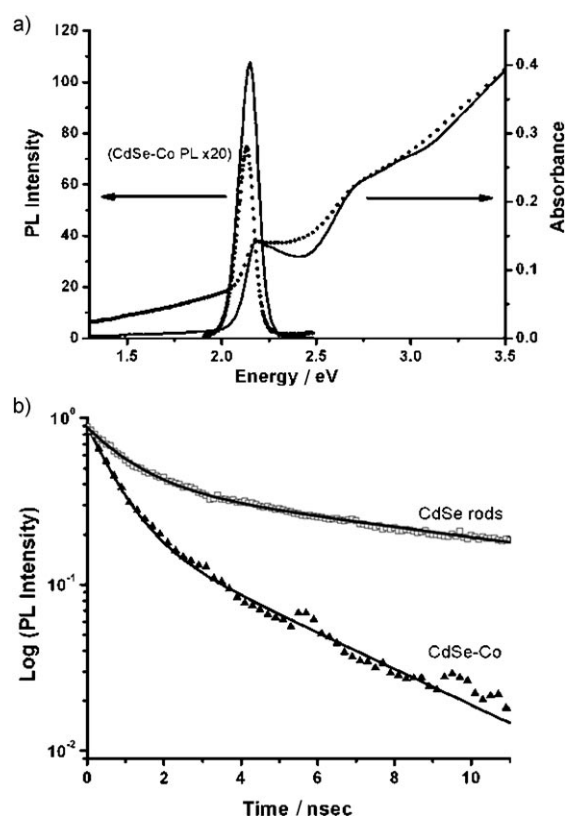 a)
120
100
80
60
40
20
0
PL Intensity
(CdSe-Co PL x20)
0.4
0.3
0.2
0.1
0.0
Absorbance
1.5 2.0 2.5 3.0 3.5
Energy / eV
b)
10⁰
10⁻¹
10⁻²
Log (PL Intensity)
CdSe rods
CdSe-Co
0 2 4 6 8 10
Time / nsec